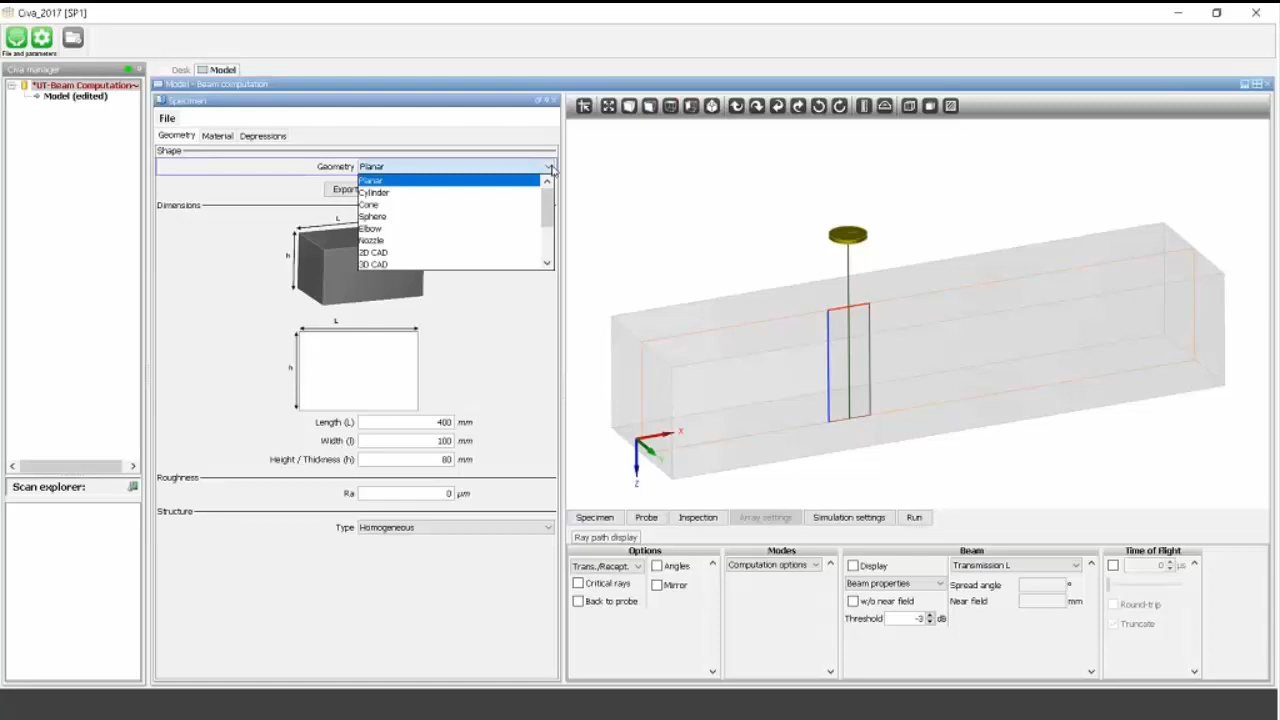 Civa_2017 [SP1]
File and parameters
Civa manager
Desk
Model
*UT-Beam Computation~
Model (edited)
Model - Beam computation
Specimen
File
Geometry
Material
Depressions
Shape
Geometry
Planar
Export
Planar
Cylinder
Cone
Sphere
Elbow
Nozzle
2D CAD
3D CAD
Dimensions
L
h
L
h
Length (L)
400
mm
Width (l)
100
mm
Height / Thickness (h)
80
mm
Roughness
Ra
0
μm
Structure
Type
Homogeneous
Scan explorer:
X
Y
Z
Specimen
Probe
Inspection
Array settings
Simulation settings
Run
Ray path display
Options
Trans./Recept.
Angles
Critical rays
Mirror
Back to probe
Modes
Computation options
Beam
Display
Transmission L
Beam properties
Spread angle
°
w/o near field
Near field
mm
Threshold
-3
dB
Time of Flight
0
μs
Round-trip
Truncate